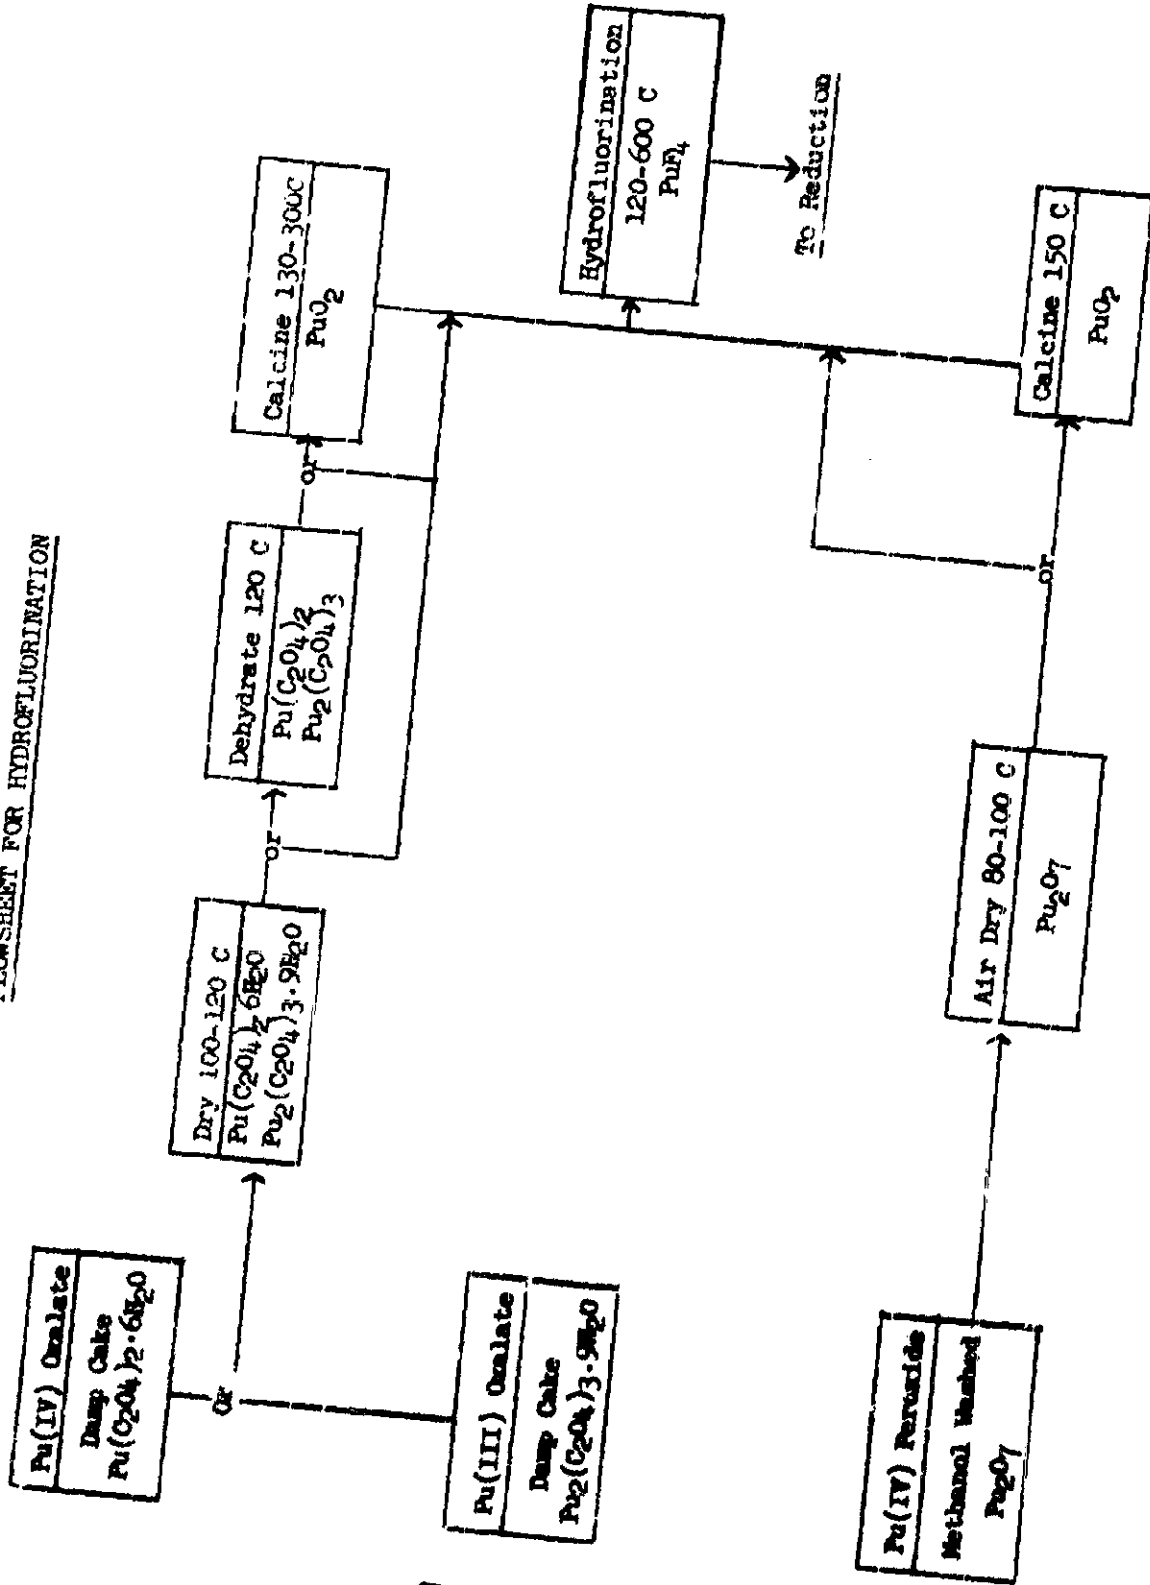 FLOWSHEET FOR HYDROFLUORINATION
Pu(IV) Oxalate
Damp Cake
Pu(C2O4)2·6H2O
Or
Pu(III) Oxalate
Damp Cake
Pu2(C2O4)3·9H2O
Dry 100-120 C
Pu(C2O4)2 6H2O
Pu2(C2O4)3·9H2O
or
Dehydrate 120 C
Pu(C2O4)2
Pu2(C2O4)3
or
Calcine 130-300C
PuO2
Pu(IV) Peroxide
Methanol Washed
Pu2O7
Air Dry 80-100 C
Pu2O7
or
Calcine 150 C
PuO2
Hydrofluorination
120-600 C
PuF4
To Reduction